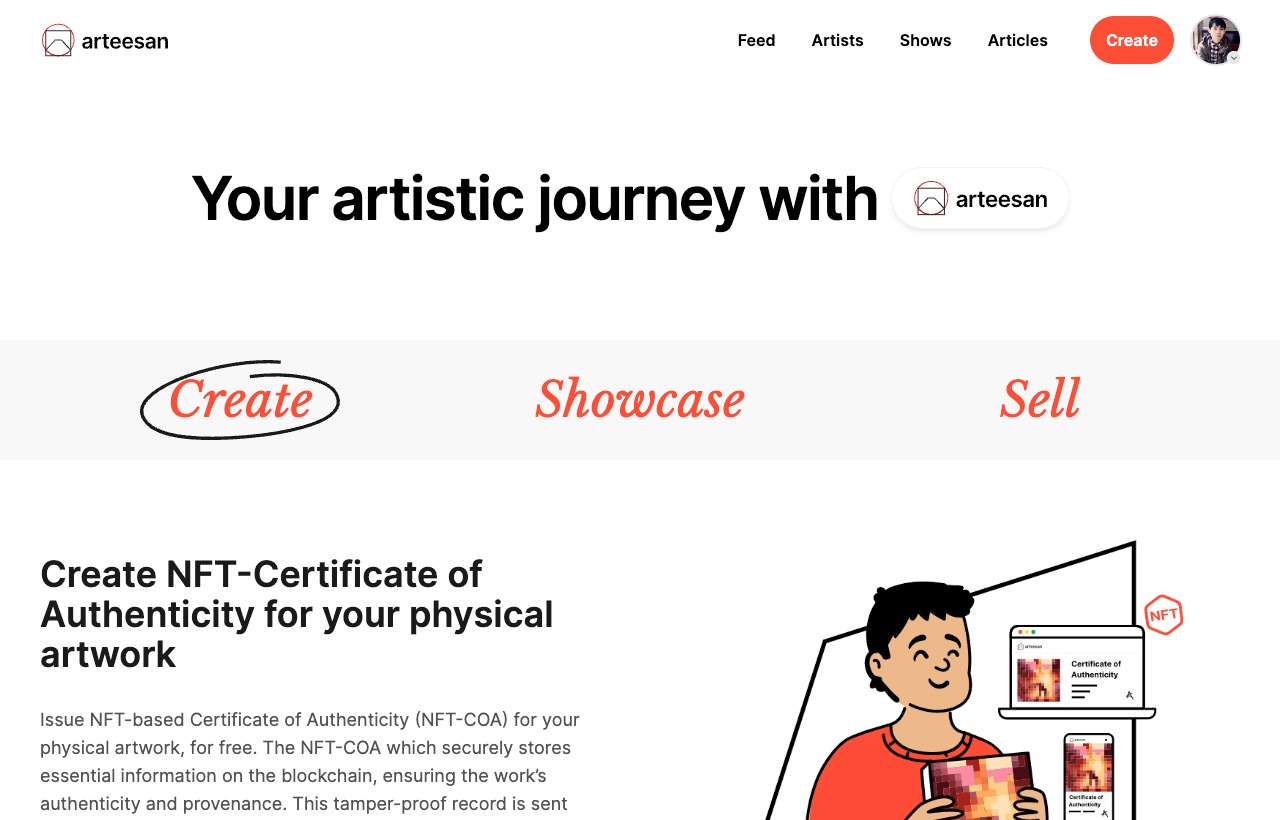 arteesan
Feed
Artists
Shows
Articles
Create
Your artistic journey with arteesan
Create
Showcase
Sell
Create NFT-Certificate of
Authenticity for your physical
artwork
Issue NFT-based Certificate of Authenticity (NFT-COA) for your
physical artwork, for free. The NFT-COA which securely stores
essential information on the blockchain, ensuring the work’s
authenticity and provenance. This tamper-proof record is sent
NFT
arteesan
Certificate of
Authenticity
arteesan
Certificate of
Authenticity